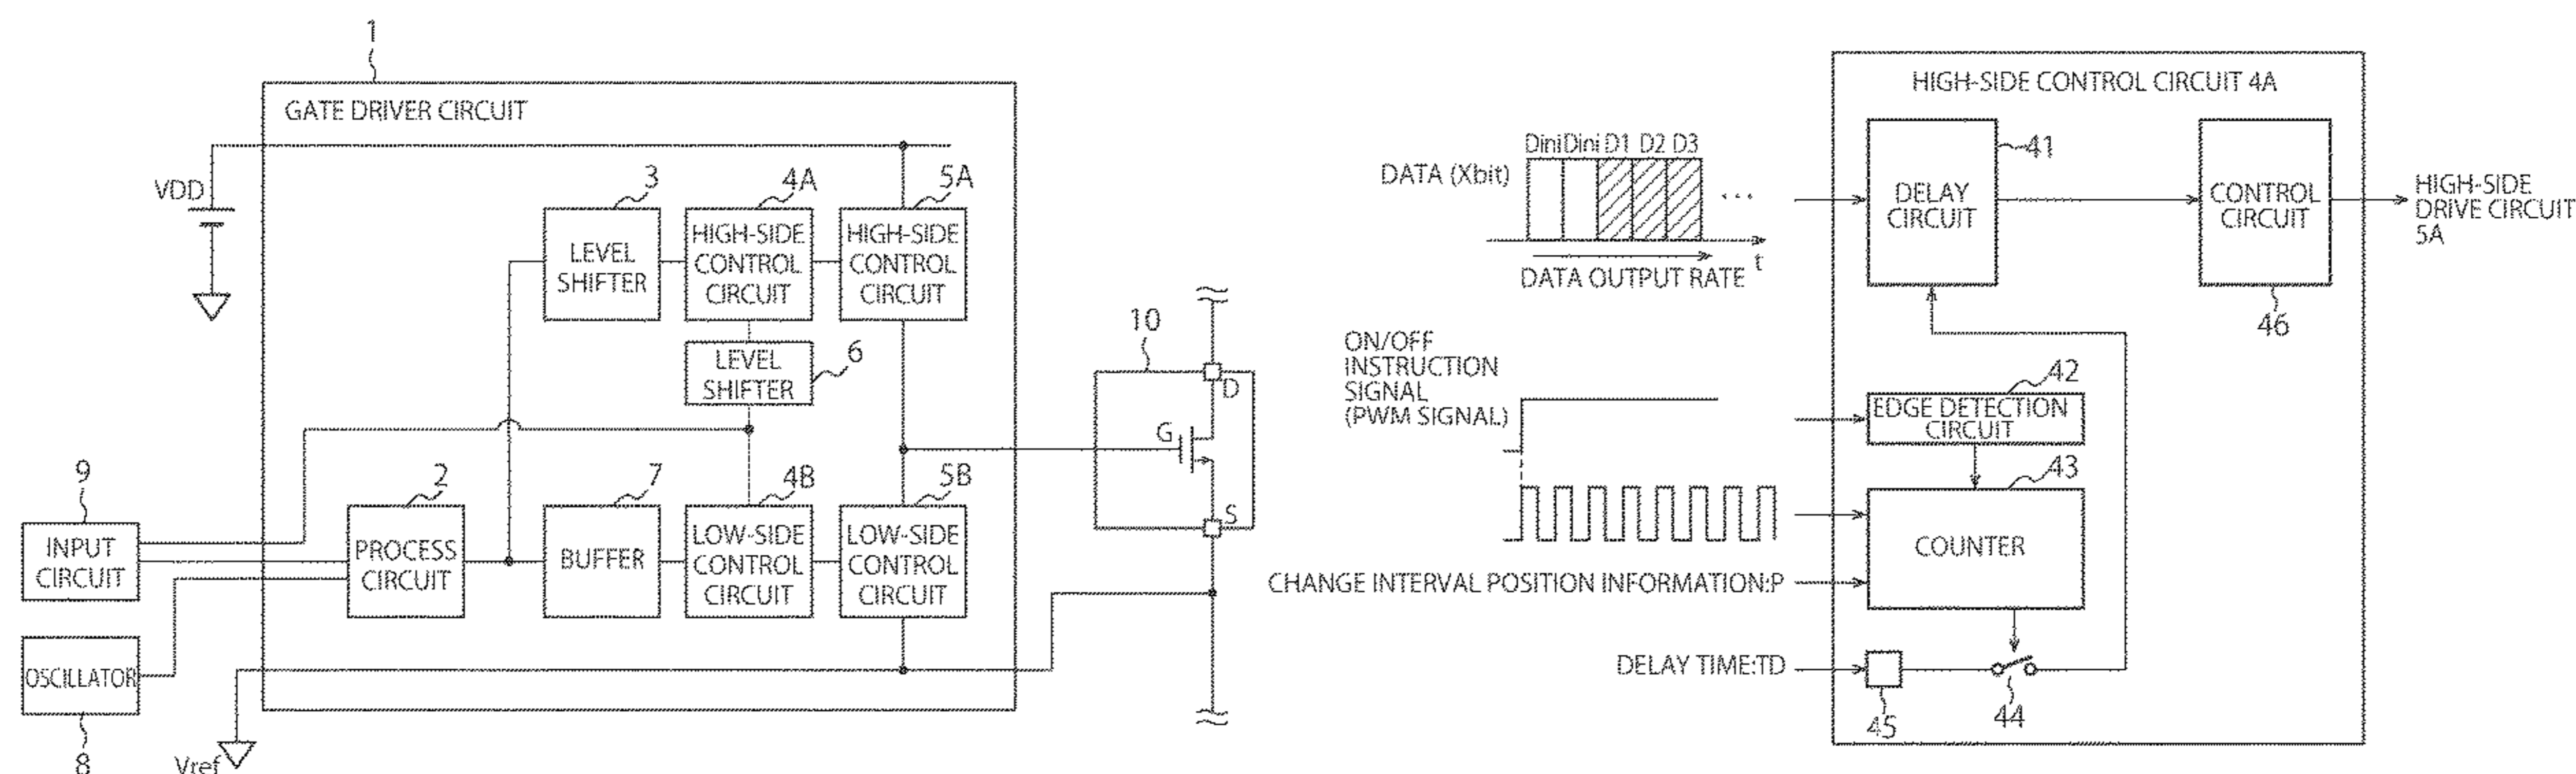 1
GATE DRIVER CIRCUIT
VDD
3
LEVEL
SHIFTER
4A
HIGH-SIDE
CONTROL
CIRCUIT
5A
HIGH-SIDE
CONTROL
CIRCUIT
LEVEL
SHIFTER
6
10
D
G
S
9
INPUT
CIRCUIT
2
PROCESS
CIRCUIT
7
BUFFER
4B
LOW-SIDE
CONTROL
CIRCUIT
5B
LOW-SIDE
CONTROL
CIRCUIT
OSCILLATOR
8
Vref
HIGH-SIDE CONTROL CIRCUIT 4A
Dini Dini D1 D2 D3
DATA (Xbit)
...
t
DATA OUTPUT RATE
DELAY
CIRCUIT
41
CONTROL
CIRCUIT
46
HIGH-SIDE
DRIVE CIRCUIT
5A
ON/OFF
INSTRUCTION
SIGNAL
(PWM SIGNAL)
42
EDGE DETECTION
CIRCUIT
43
COUNTER
CHANGE INTERVAL POSITION INFORMATION:P
DELAY TIME:TD
45
44